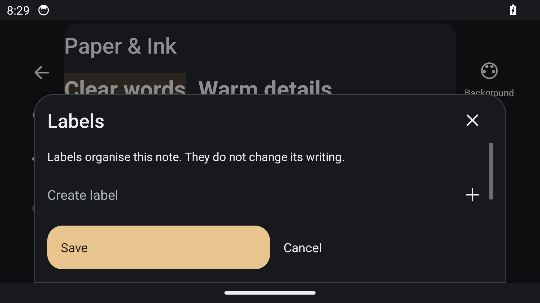 8:29
Paper & Ink
Clear words Warm details
Background
Labels
Labels organise this note. They do not change its writing.
Create label
Save
Cancel